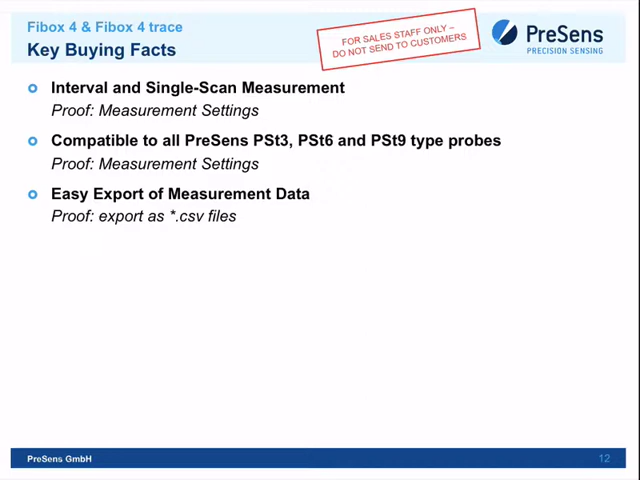 Fibox 4 & Fibox 4 trace
Key Buying Facts
FOR SALES STAFF ONLY –
DO NOT SEND TO CUSTOMERS
PreSens
PRECISION SENSING
Interval and Single-Scan Measurement
Proof: Measurement Settings
Compatible to all PreSens PSt3, PSt6 and PSt9 type probes
Proof: Measurement Settings
Easy Export of Measurement Data
Proof: export as *.csv files
PreSens GmbH
12